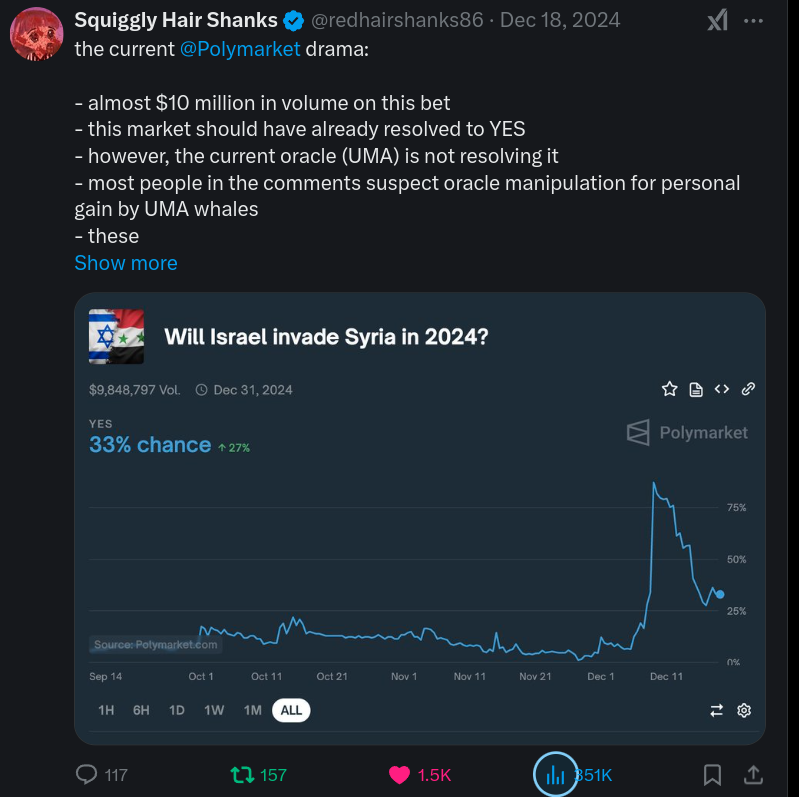 Squiggly Hair Shanks @redhairshanks86 · Dec 18, 2024
the current @Polymarket drama:
- almost $10 million in volume on this bet
- this market should have already resolved to YES
- however, the current oracle (UMA) is not resolving it
- most people in the comments suspect oracle manipulation for personal
gain by UMA whales
- these
Show more
Will Israel invade Syria in 2024?
$9,848,797 Vol. Dec 31, 2024
YES
33% chance ↑ 27%
Polymarket
75%
50%
25%
0%
Source: Polymarket.com
Sep 14 Oct 1 Oct 11 Oct 21 Nov 1 Nov 11 Nov 21 Dec 1 Dec 11
1H 6H 1D 1W 1M ALL
117 157 1.5K 351K